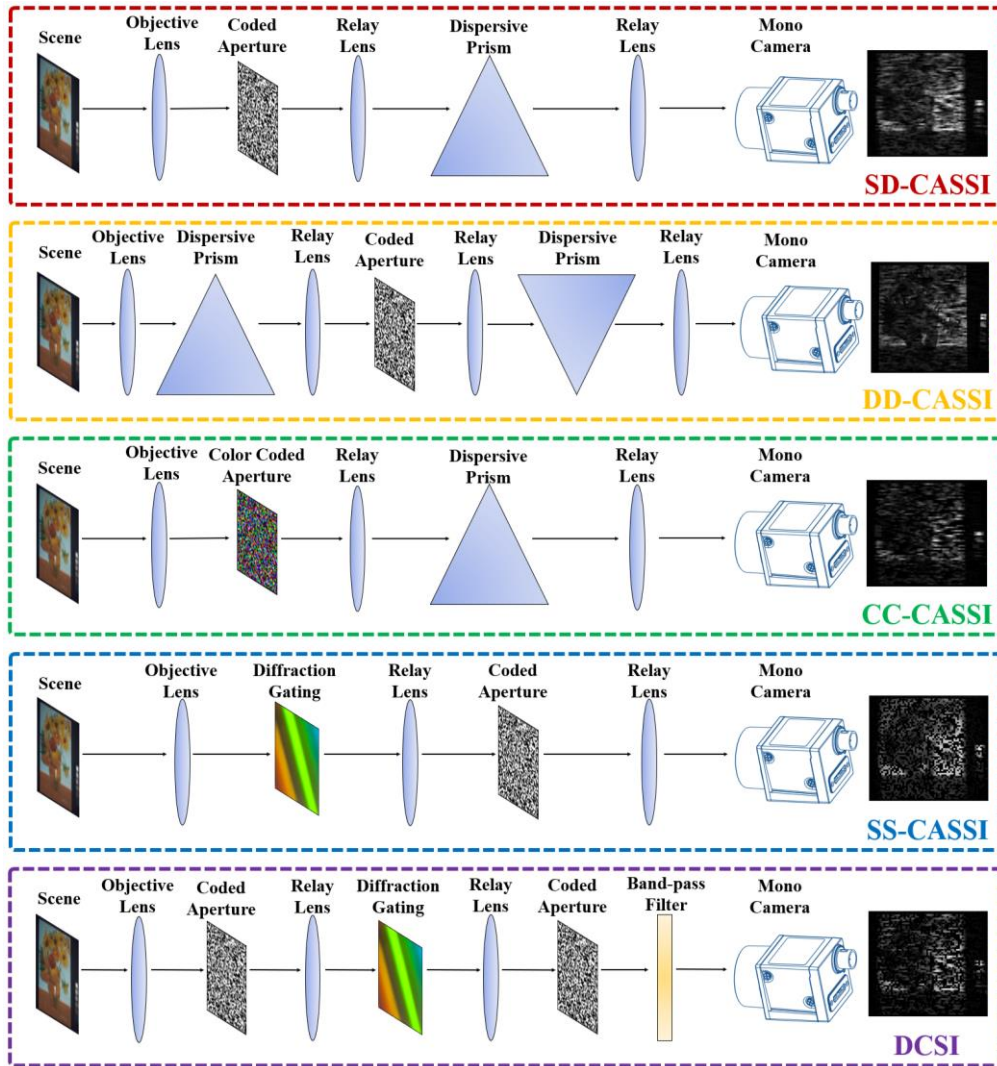 Scene
Objective
Lens
Coded
Aperture
Relay
Lens
Dispersive
Prism
Relay
Lens
Mono
Camera
SD-CASSI
Scene
Objective
Lens
Dispersive
Prism
Relay
Lens
Coded
Aperture
Relay
Lens
Dispersive
Prism
Relay
Lens
Mono
Camera
DD-CASSI
Scene
Objective
Lens
Color Coded
Aperture
Relay
Lens
Dispersive
Prism
Relay
Lens
Mono
Camera
CC-CASSI
Scene
Objective
Lens
Diffraction
Gating
Relay
Lens
Coded
Aperture
Relay
Lens
Mono
Camera
SS-CASSI
Scene
Objective
Lens
Coded
Aperture
Relay
Lens
Diffraction
Gating
Relay
Lens
Coded
Aperture
Band-pass
Filter
Mono
Camera
DCSI